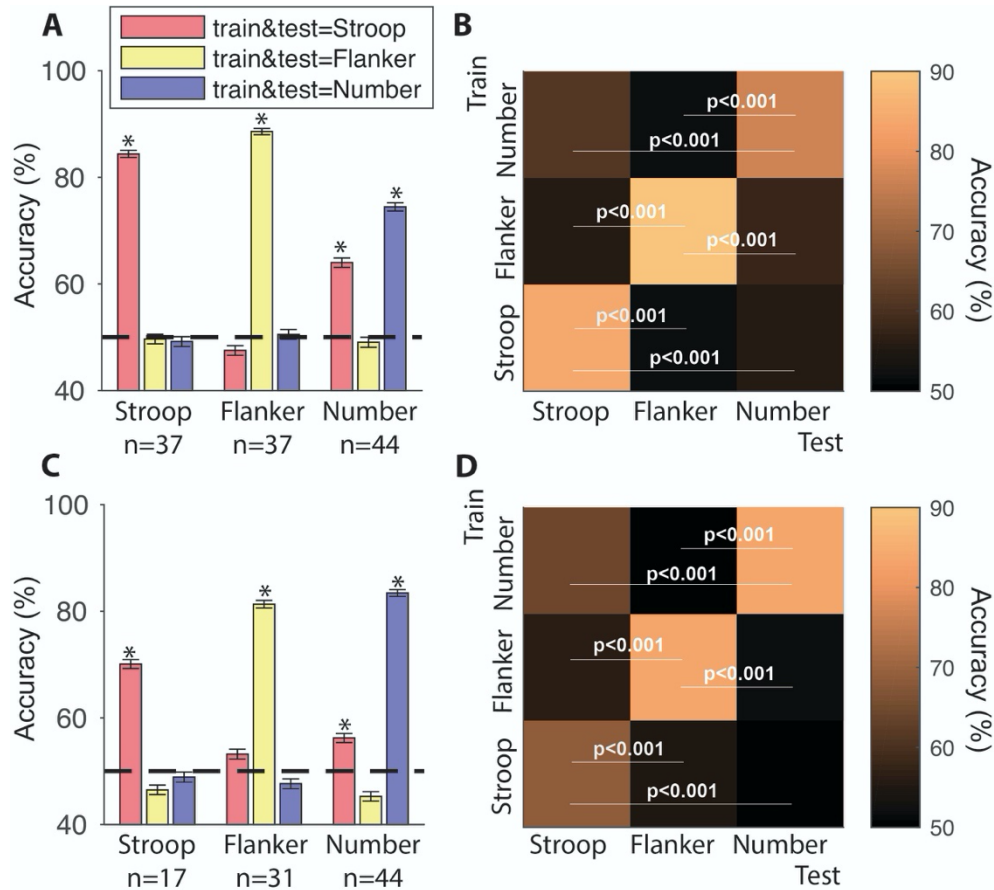 A
train&test=Stroop
train&test=Flanker
train&test=Number
Accuracy (%)
100
80
60
40
*
*
*
*
Stroop
Flanker
Number
n=37
n=37
n=44
B
Train
Number
Flanker
Stroop
p<0.001
p<0.001
p<0.001
p<0.001
p<0.001
p<0.001
Stroop
Flanker
Number
Test
90
80
70
60
50
Accuracy (%)
C
Accuracy (%)
100
80
60
40
*
*
*
*
Stroop
Flanker
Number
n=17
n=31
n=44
D
Train
Number
Flanker
Stroop
p<0.001
p<0.001
p<0.001
p<0.001
p<0.001
p<0.001
Stroop
Flanker
Number
Test
90
80
70
60
50
Accuracy (%)